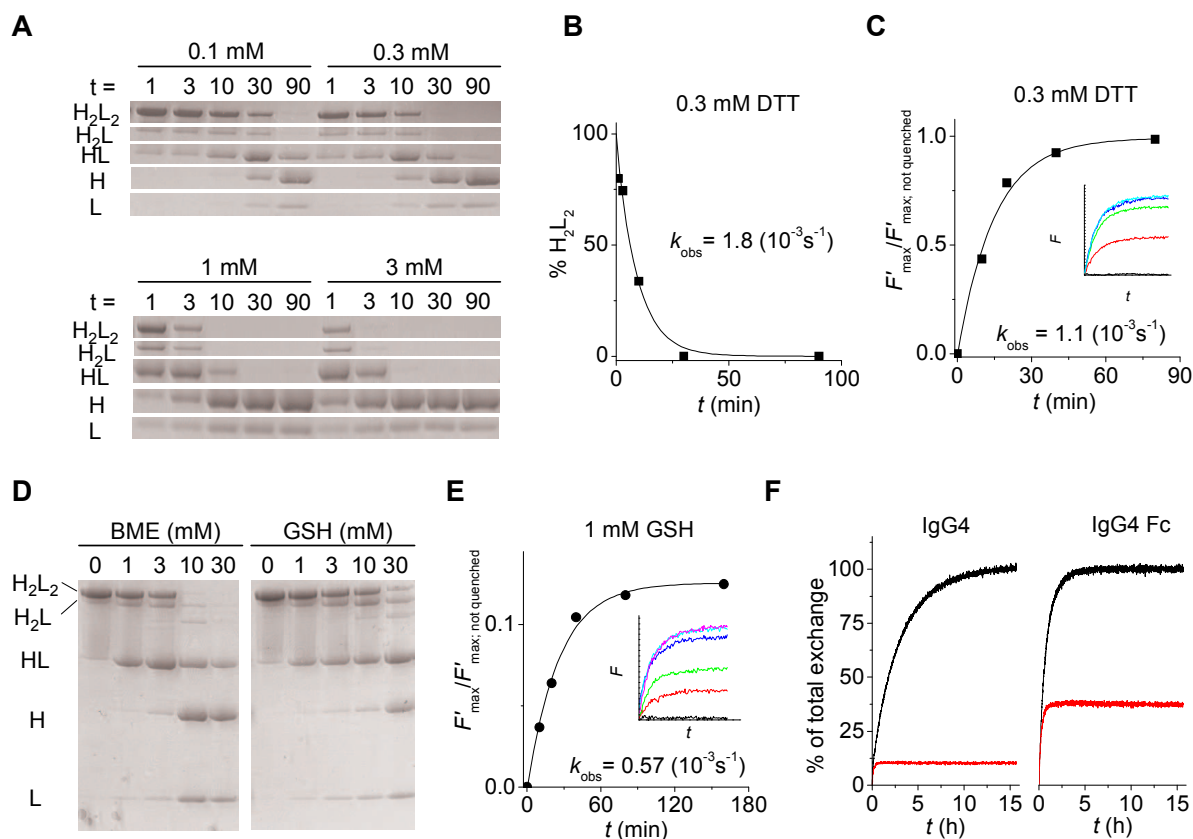 A
0.1 mM 0.3 mM
t = 1 3 10 30 90 1 3 10 30 90
H₂L₂
H₂L
HL
H
L
1 mM 3 mM
t = 1 3 10 30 90 1 3 10 30 90
H₂L₂
H₂L
HL
H
L
B
0.3 mM DTT
100
50
0
% H₂L₂
k_obs = 1.8 (10⁻³s⁻¹)
0 50 100
t (min)
C
0.3 mM DTT
1.0
0.5
0.0
F'max/F'max; not quenched
F
t
k_obs = 1.1 (10⁻³s⁻¹)
0 30 60 90
t (min)
D
BME (mM) GSH (mM)
0 1 3 10 30 0 1 3 10 30
H₂L₂
H₂L
HL
H
L
E
1 mM GSH
0.1
0.0
F'max/F'max; not quenched
F
t
k_obs = 0.57 (10⁻³s⁻¹)
0 60 120 180
t (min)
F
IgG4 IgG4 Fc
100
75
50
25
0
% of total exchange
0 5 10 15 0 5 10 15
t (h) t (h)